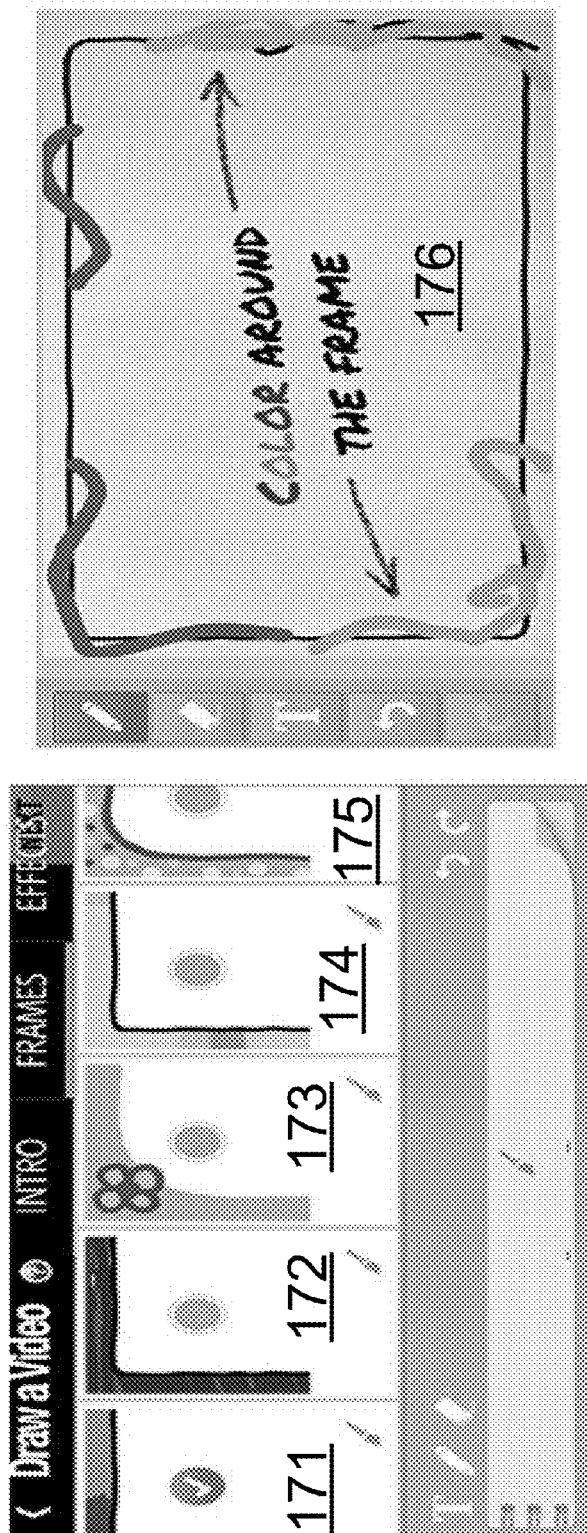 < Draw a Video ? INTRO FRAMES
171 172 173 174 175
T
T
COLOR AROUND
THE FRAME
176